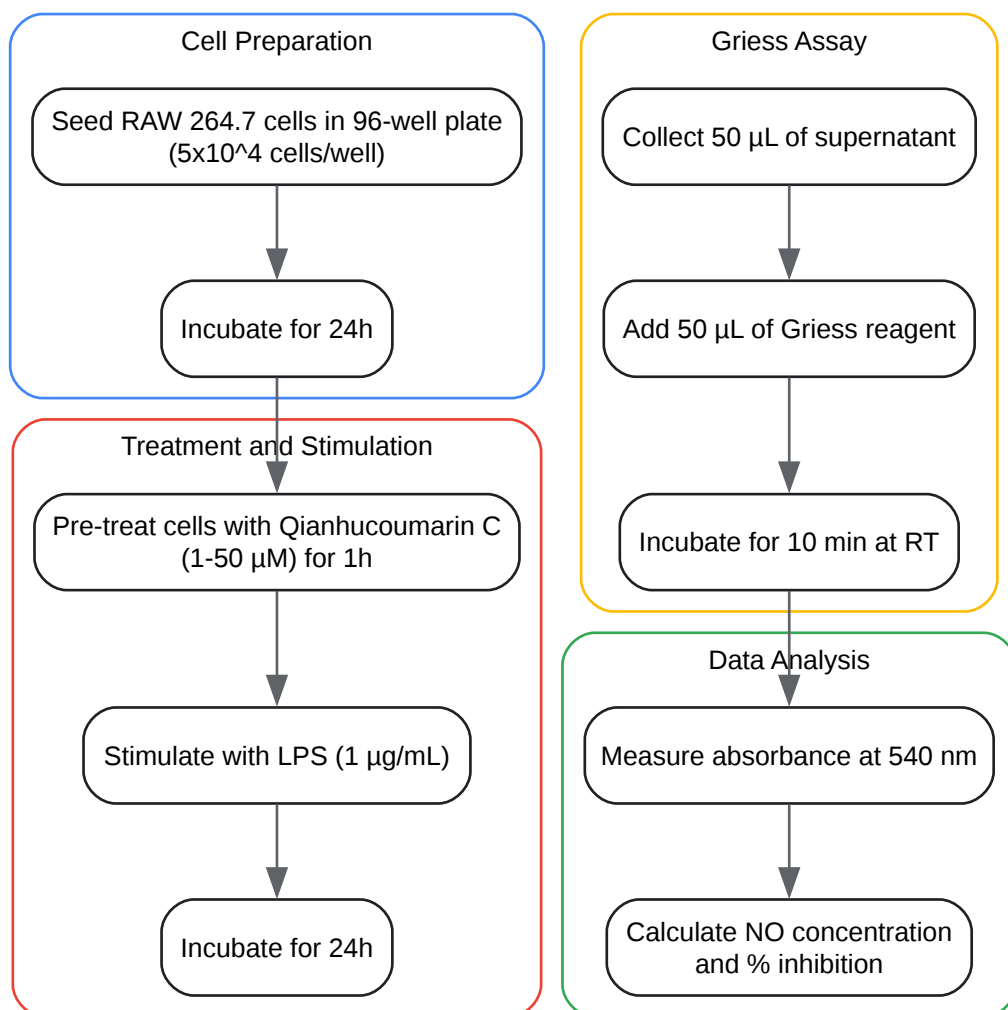 Cell Preparation
Seed RAW 264.7 cells in 96-well plate
(5x10^4 cells/well)
Incubate for 24h
Treatment and Stimulation
Pre-treat cells with Qianhucoumarin C
(1-50 µM) for 1h
Stimulate with LPS (1 µg/mL)
Incubate for 24h
Griess Assay
Collect 50 µL of supernatant
Add 50 µL of Griess reagent
Incubate for 10 min at RT
Data Analysis
Measure absorbance at 540 nm
Calculate NO concentration
and % inhibition